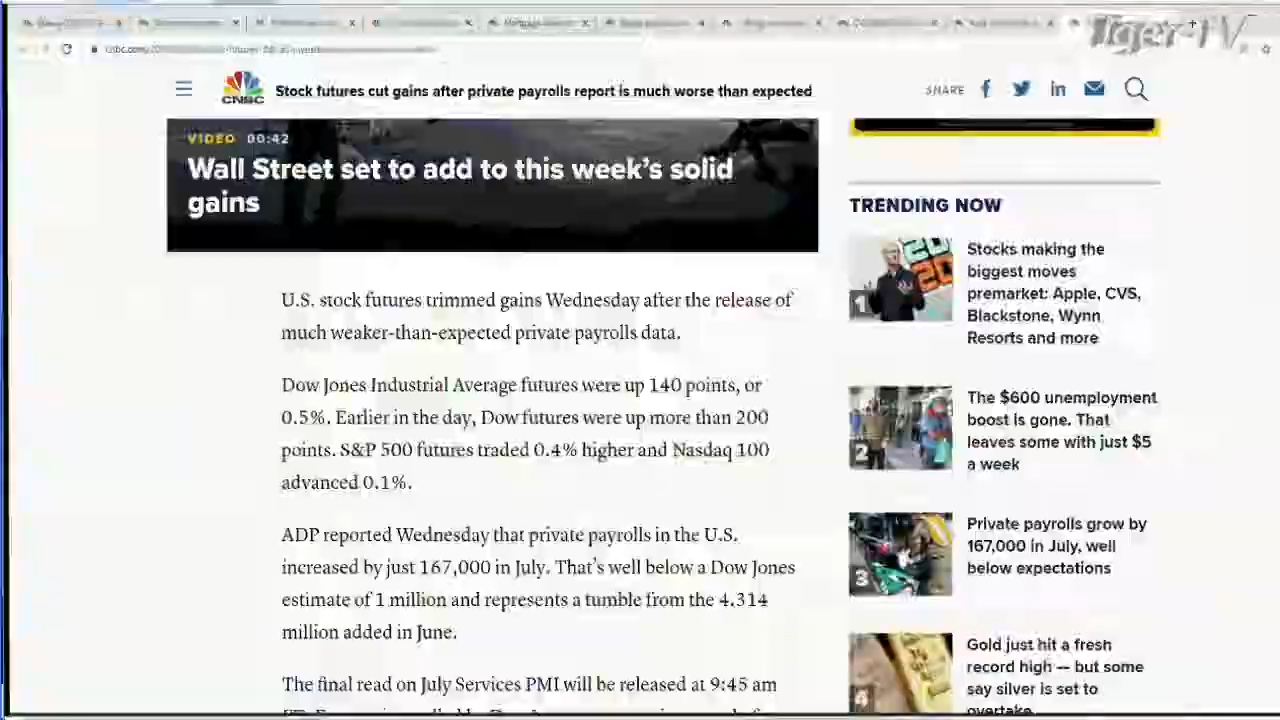 Tiger-TV.
CNBC
Stock futures cut gains after private payrolls report is much worse than expected
SHARE
VIDEO 00:42
Wall Street set to add to this week's solid
gains
U.S. stock futures trimmed gains Wednesday after the release of
much weaker-than-expected private payrolls data.
Dow Jones Industrial Average futures were up 140 points, or
0.5%. Earlier in the day, Dow futures were up more than 200
points. S&P 500 futures traded 0.4% higher and Nasdaq 100
advanced 0.1%.
ADP reported Wednesday that private payrolls in the U.S.
increased by just 167,000 in July. That's well below a Dow Jones
estimate of 1 million and represents a tumble from the 4.314
million added in June.
The final read on July Services PMI will be released at 9:45 am
TRENDING NOW
1
Stocks making the
biggest moves
premarket: Apple, CVS,
Blackstone, Wynn
Resorts and more
2
The $600 unemployment
boost is gone. That
leaves some with just $5
a week
3
Private payrolls grow by
167,000 in July, well
below expectations
4
Gold just hit a fresh
record high -- but some
say silver is set to
overtake